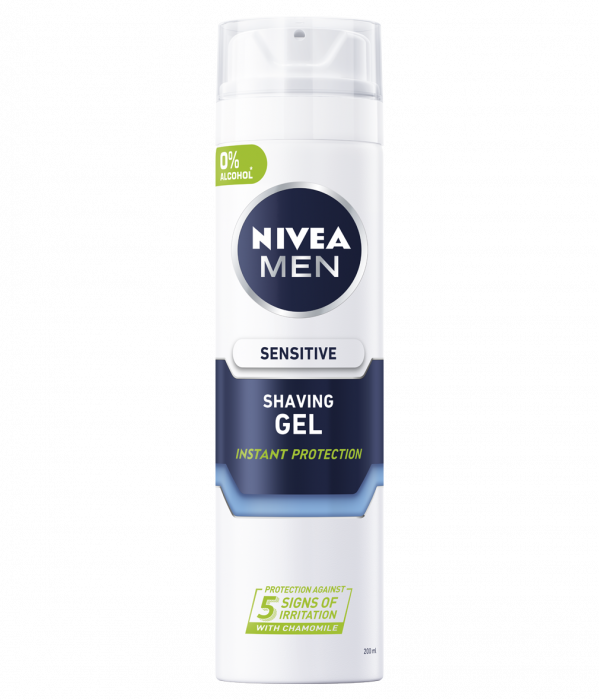 0%
ALCOHOL*
NIVEA
MEN
SENSITIVE
SHAVING
GEL
INSTANT PROTECTION
PROTECTION AGAINST
5 SIGNS OF
IRRITATION
WITH CHAMOMILE
200 ml